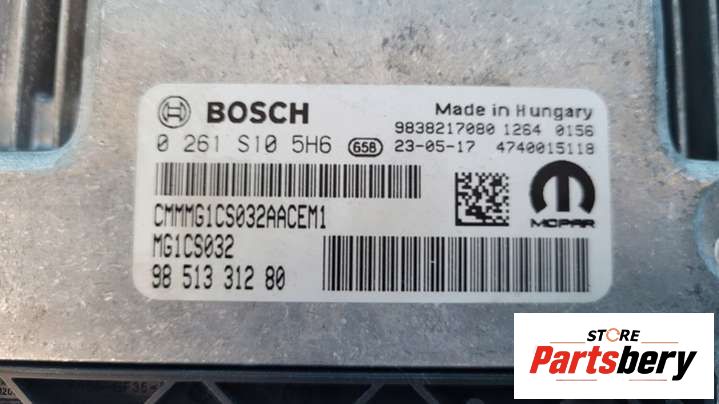 BOSCH
Made in Hungary
9838217080 1264 0156
0 261 S10 5H6 G58 23-05-17 4740015118
CMMMG1CS032AACEM1
MOPAR
MG1CS032
98 513 312 80
STORE
Partsbery